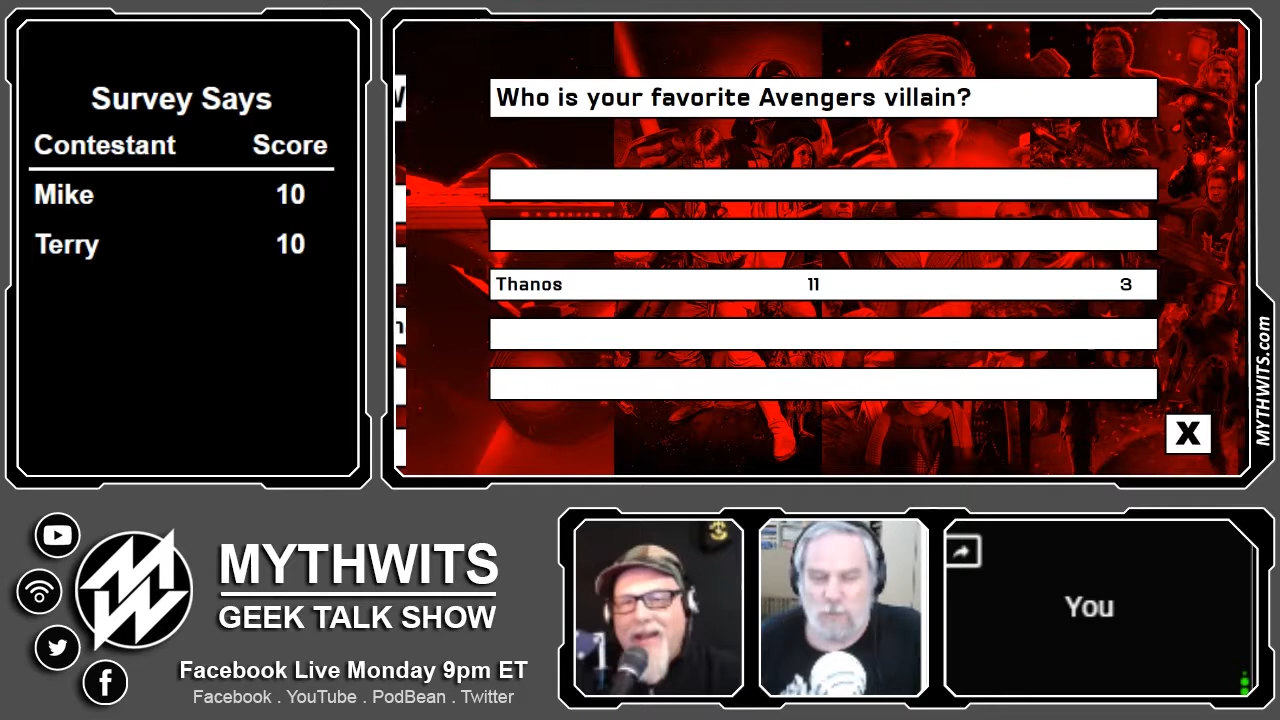 Survey Says
Contestant Score
Mike 10
Terry 10
Who is your favorite Avengers villain?
Thanos 11 3
X
MYTHWITS.com
MYTHWITS
GEEK TALK SHOW
Facebook Live Monday 9pm ET
Facebook . YouTube . PodBean . Twitter
You